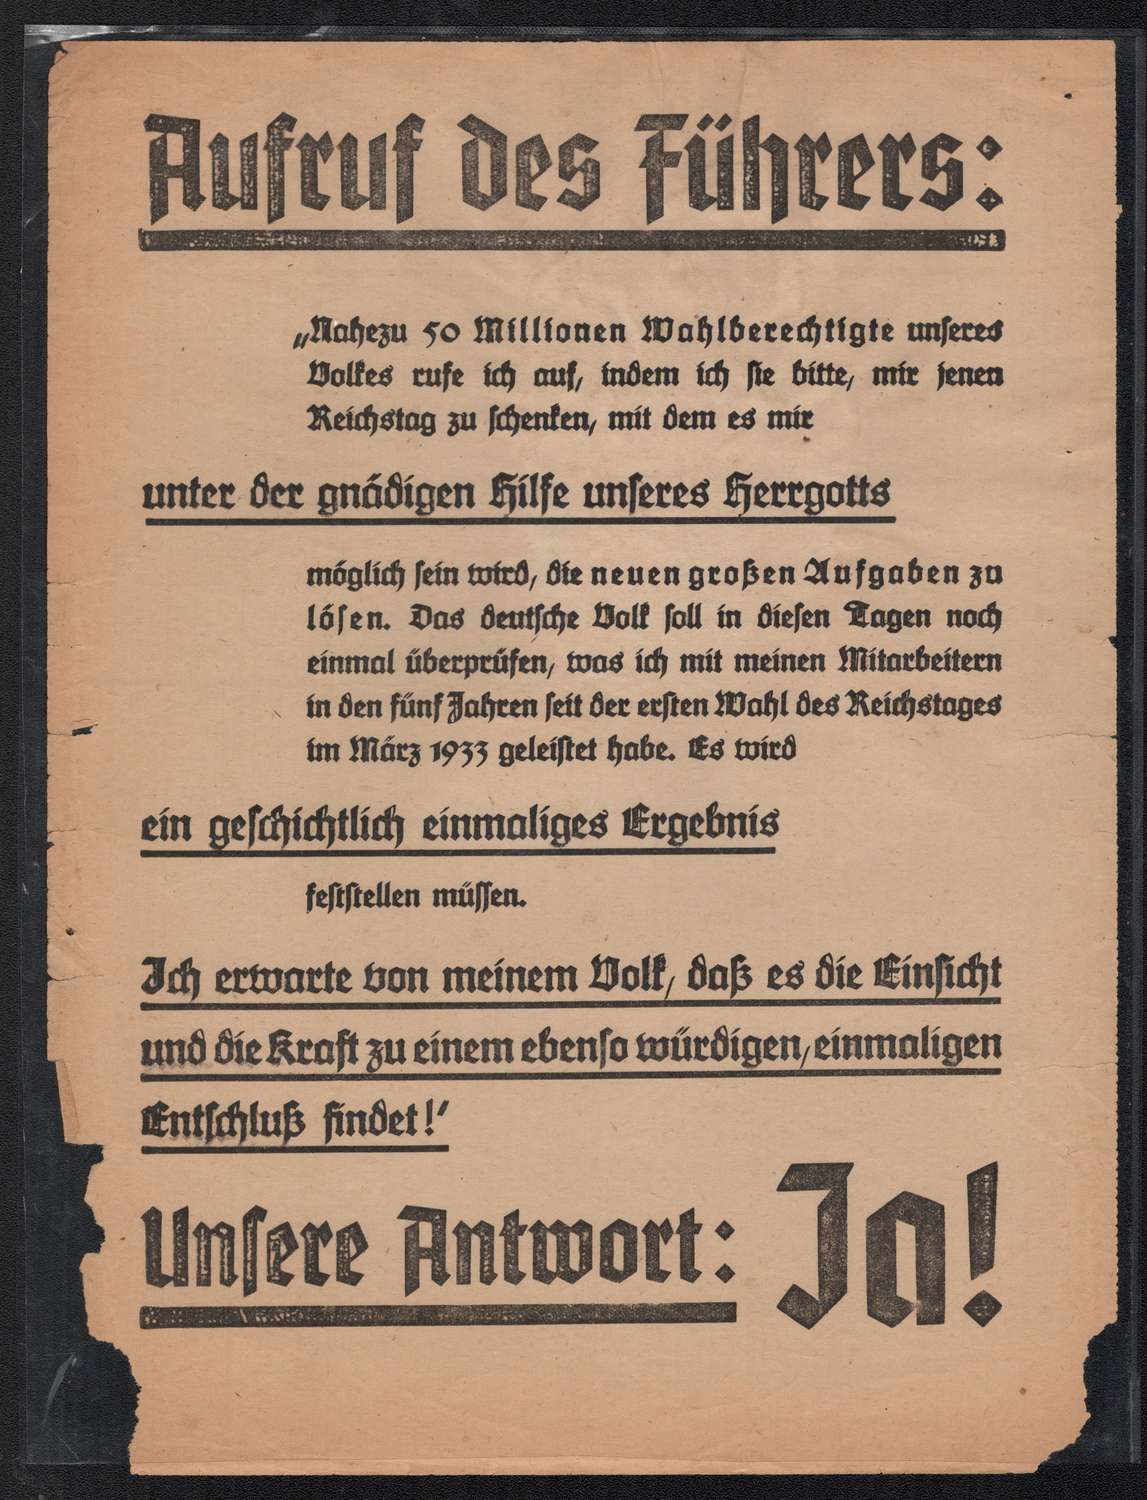 Aufruf des Führers:
„Nahezu 50 Millionen Wahlberechtigte unseres
Volkes rufe ich auf, indem ich sie bitte, mir jenen
Reichstag zu schenken, mit dem es mir
unter der gnädigen Hilfe unseres Herrgotts
möglich sein wird, die neuen großen Aufgaben zu
lösen. Das deutsche Volk soll in diesen Tagen noch
einmal überprüfen, was ich mit meinen Mitarbeitern
in den fünf Jahren seit der ersten Wahl des Reichstages
im März 1933 geleistet habe. Es wird
ein geschichtlich einmaliges Ergebnis
feststellen müssen.
Ich erwarte von meinem Volk, daß es die Einsicht
und die Kraft zu einem ebenso würdigen, einmaligen
Entschluß findet!“
Unsere Antwort: Ja!